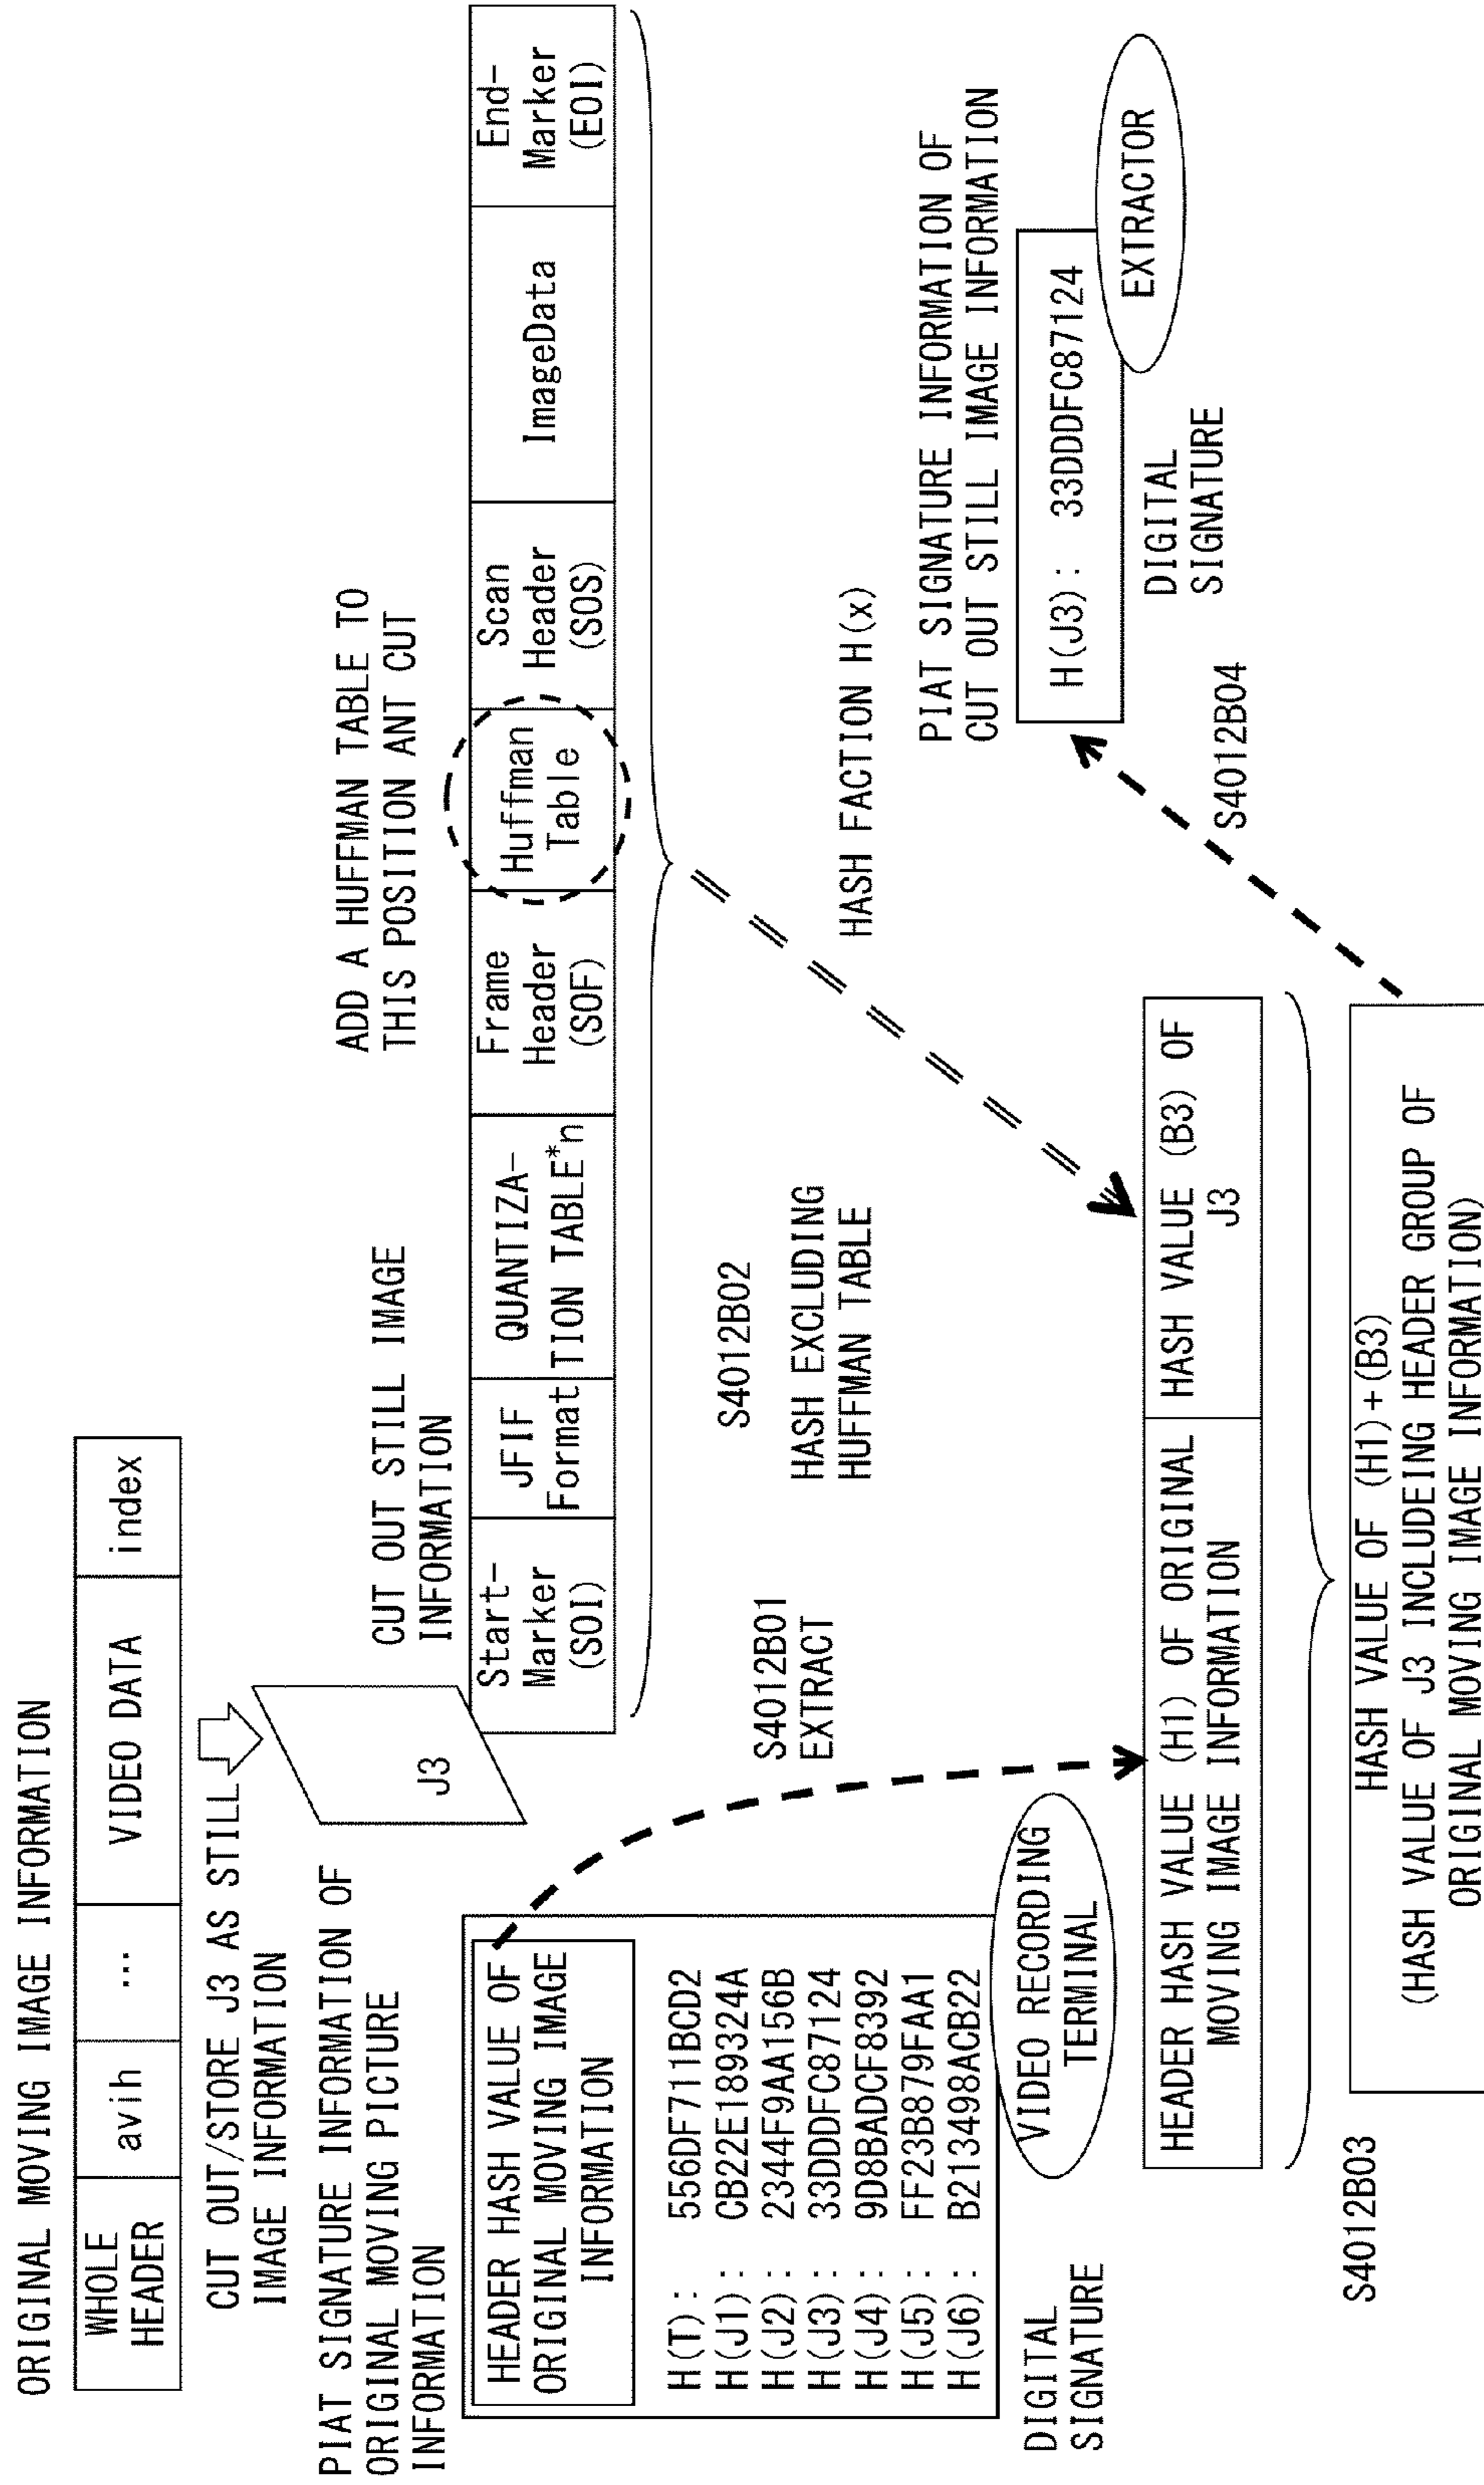 ORIGINAL MOVING IMAGE INFORMATION
WHOLE
HEADER
avih
...
VIDEO DATA
index
CUT OUT/STORE J3 AS STILL
IMAGE INFORMATION
J3
PIAT SIGNATURE INFORMATION OF
ORIGINAL MOVING PICTURE
INFORMATION
CUT OUT STILL IMAGE
INFORMATION
ADD A HUFFMAN TABLE TO
THIS POSITION ANT CUT
Start-
Marker
(SOI)
JFIF
Format
QUANTIZA-
TION TABLE*n
Frame
Header
(SOF)
Huffman
Table
Scan
Header
(SOS)
ImageData
End-
Marker
(EOI)
HEADER HASH VALUE OF
ORIGINAL MOVING IMAGE
INFORMATION
H(T): 556DF711BCD2
H(J1): CB22E189324A
H(J2): 2344F9AA156B
H(J3): 33DDDFC87124
H(J4): 9D8BADCF8392
H(J5): FF23B879FAA1
H(J6): B213498ACB22
VIDEO RECORDING
TERMINAL
DIGITAL
SIGNATURE
S4012B01
EXTRACT
S4012B02
HASH EXCLUDING
HUFFMAN TABLE
HASH FACTION H(x)
PIAT SIGNATURE INFORMATION OF
CUT OUT STILL IMAGE INFORMATION
H(J3): 33DDDFC87124
EXTRACTOR
DIGITAL
SIGNATURE
S4012B04
HEADER HASH VALUE (H1) OF ORIGINAL
MOVING IMAGE INFORMATION
HASH VALUE (B3) OF
J3
S4012B03
HASH VALUE OF (H1)+(B3)
(HASH VALUE OF J3 INCLUDEING HEADER GROUP OF
ORIGINAL MOVING IMAGE INFORMATION)